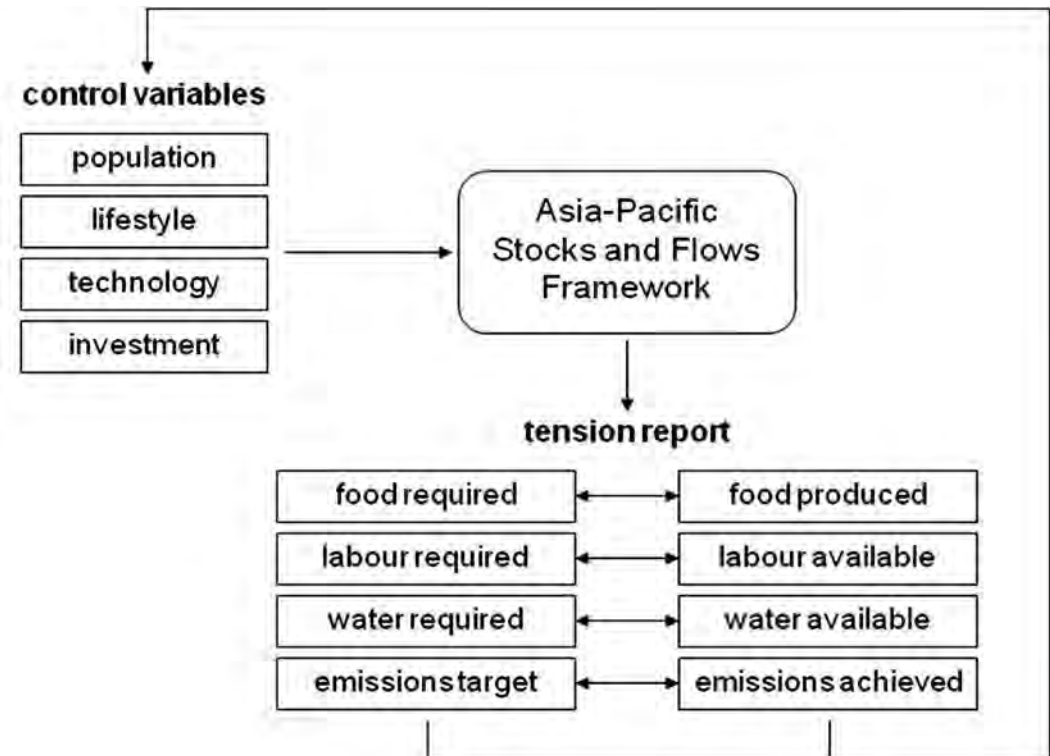 control variables
population
lifestyle
technology
investment
Asia-Pacific
Stocks and Flows
Framework
tension report
food required
food produced
labour required
labour available
water required
water available
emissions target
emissions achieved